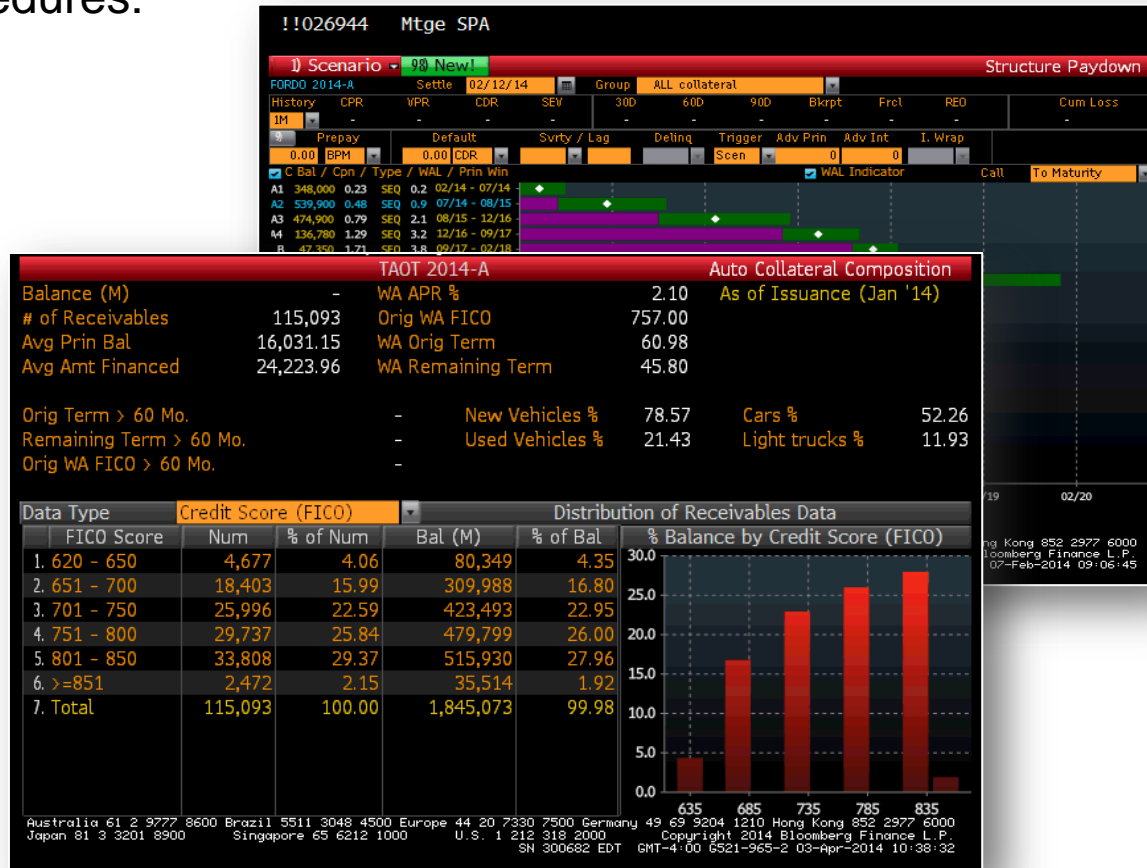 edures.
!!026944 Mtge SPA
1) Scenario 98) New! Structure Paydown
FORDO 2014-A Settle 02/12/14 Group ALL collateral
History CPR VPR CDR SEV 30D 60D 90D Bkrpt Frcl REO Cum Loss
1M - - - - - - - - - - -
9) Prepay Default Svrty / Lag Delinq Trigger Adv Prin Adv Int I. Wrap
0.00 BPM 0.00 CDR Scen 0 0
C Bal / Cpn / Type / WAL / Prin Win WAL Indicator Call To Maturity
A1 348,000 0.23 SEQ 0.2 02/14 - 07/14
A2 539,900 0.48 SEQ 0.9 07/14 - 08/15
A3 474,900 0.79 SEQ 2.1 08/15 - 12/16
A4 136,780 1.29 SEQ 3.2 12/16 - 09/17
B 47,350 1.71 SEQ 3.8 09/17 - 02/18
/19 02/20
ng Kong 852 2977 6000
loomberg Finance L.P.
07-Feb-2014 09:06:45
TAOT 2014-A Auto Collateral Composition
Balance (M) - WA APR % 2.10 As of Issuance (Jan '14)
# of Receivables 115,093 Orig WA FICO 757.00
Avg Prin Bal 16,031.15 WA Orig Term 60.98
Avg Amt Financed 24,223.96 WA Remaining Term 45.80
Orig Term > 60 Mo. - New Vehicles % 78.57 Cars % 52.26
Remaining Term > 60 Mo. - Used Vehicles % 21.43 Light trucks % 11.93
Orig WA FICO > 60 Mo. -
Data Type Credit Score (FICO) Distribution of Receivables Data
FICO Score Num % of Num Bal (M) % of Bal % Balance by Credit Score (FICO)
1. 620 - 650 4,677 4.06 80,349 4.35
2. 651 - 700 18,403 15.99 309,988 16.80
3. 701 - 750 25,996 22.59 423,493 22.95
4. 751 - 800 29,737 25.84 479,799 26.00
5. 801 - 850 33,808 29.37 515,930 27.96
6. >=851 2,472 2.15 35,514 1.92
7. Total 115,093 100.00 1,845,073 99.98
30.0
25.0
20.0
15.0
10.0
5.0
0.0
635 685 735 785 835
Australia 61 2 9777 8600 Brazil 5511 3048 4500 Europe 44 20 7330 7500 Germany 49 69 9204 1210 Hong Kong 852 2977 6000
Japan 81 3 3201 8900 Singapore 65 6212 1000 U.S. 1 212 318 2000 Copyright 2014 Bloomberg Finance L.P.
SN 300682 EDT GMT-4:00 G521-965-2 03-Apr-2014 10:38:32